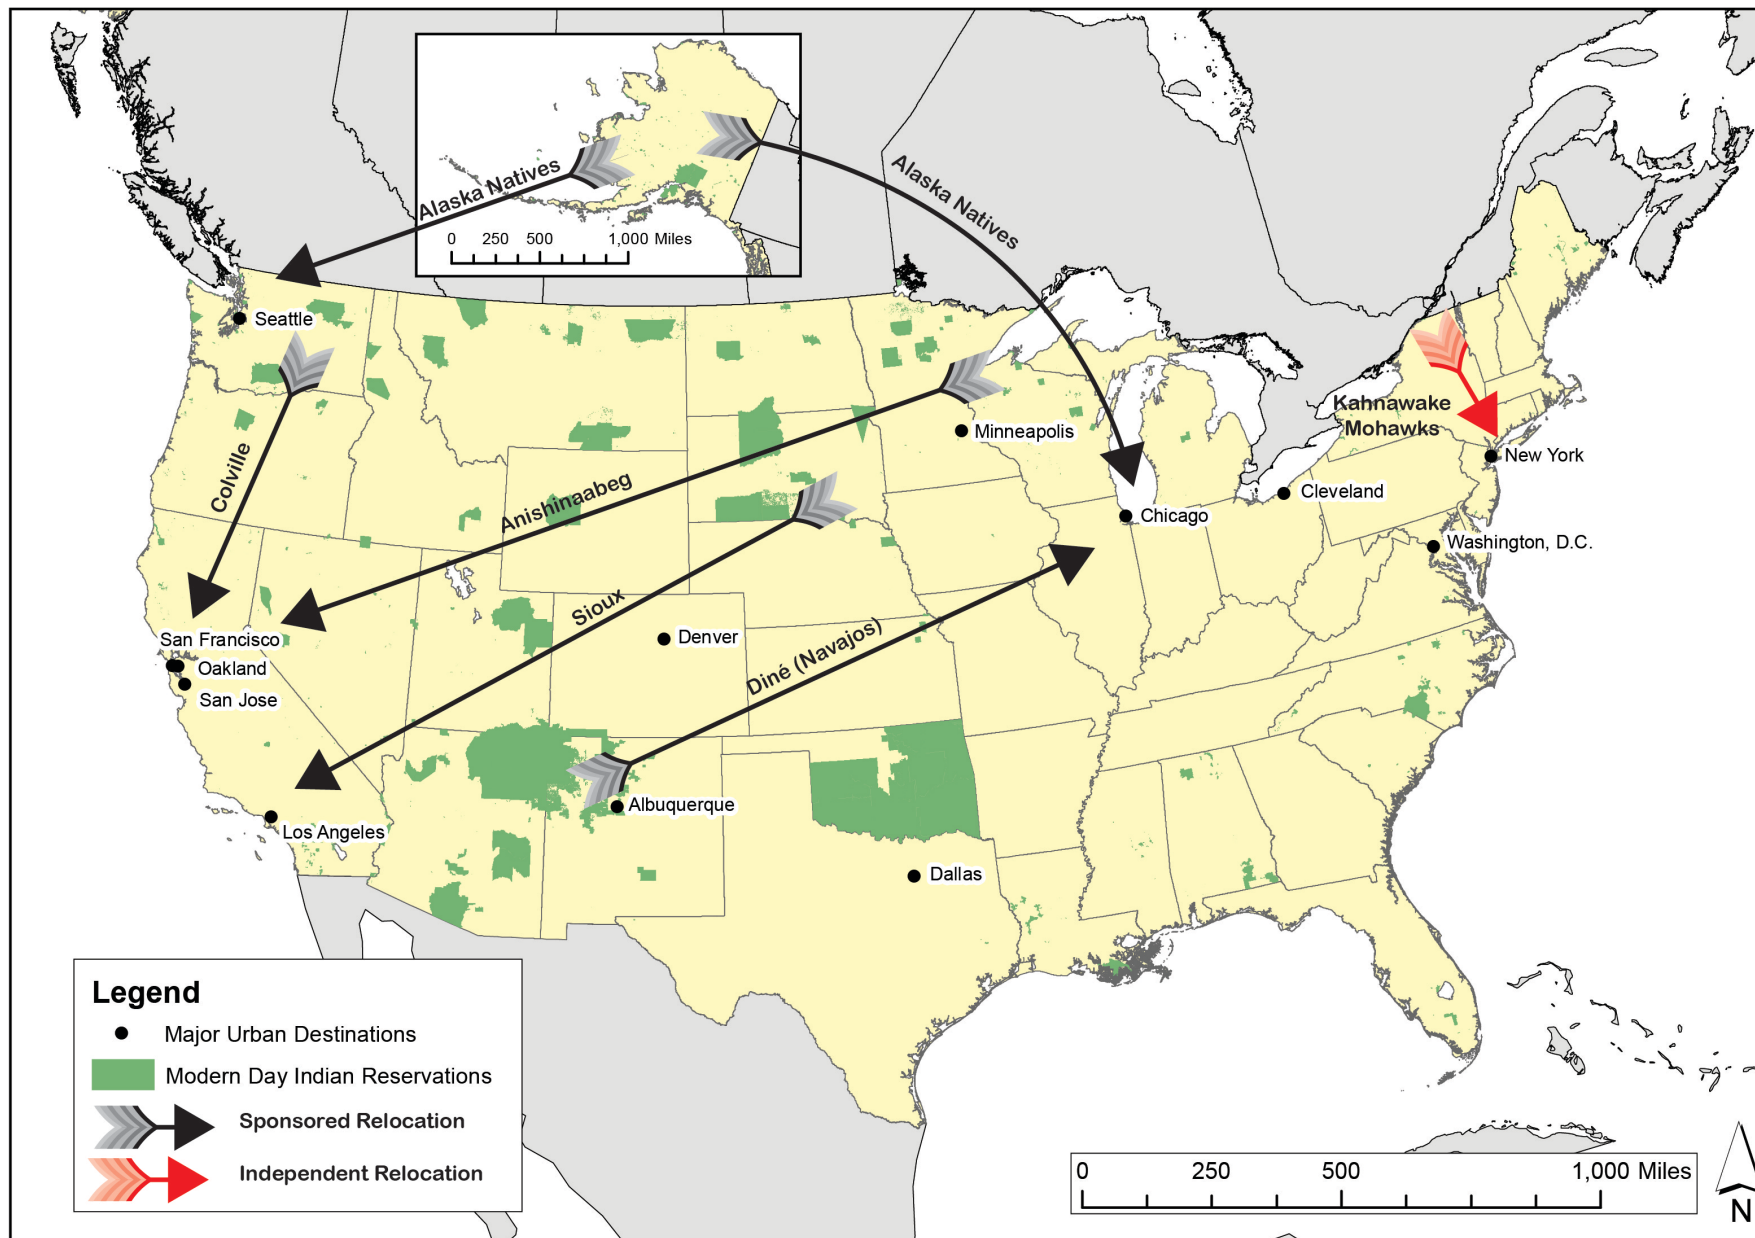 Alaska Natives
0 250 500 1,000 Miles
Alaska Natives
Seattle
Colville
Anishinaabeg
Minneapolis
Kahnawake
Mohawks
New York
Cleveland
Chicago
Washington, D.C.
Sioux
Denver
Diné (Navajos)
San Francisco
Oakland
San Jose
Albuquerque
Los Angeles
Dallas
Legend
Major Urban Destinations
Modern Day Indian Reservations
Sponsored Relocation
Independent Relocation
0 250 500 1,000 Miles
N